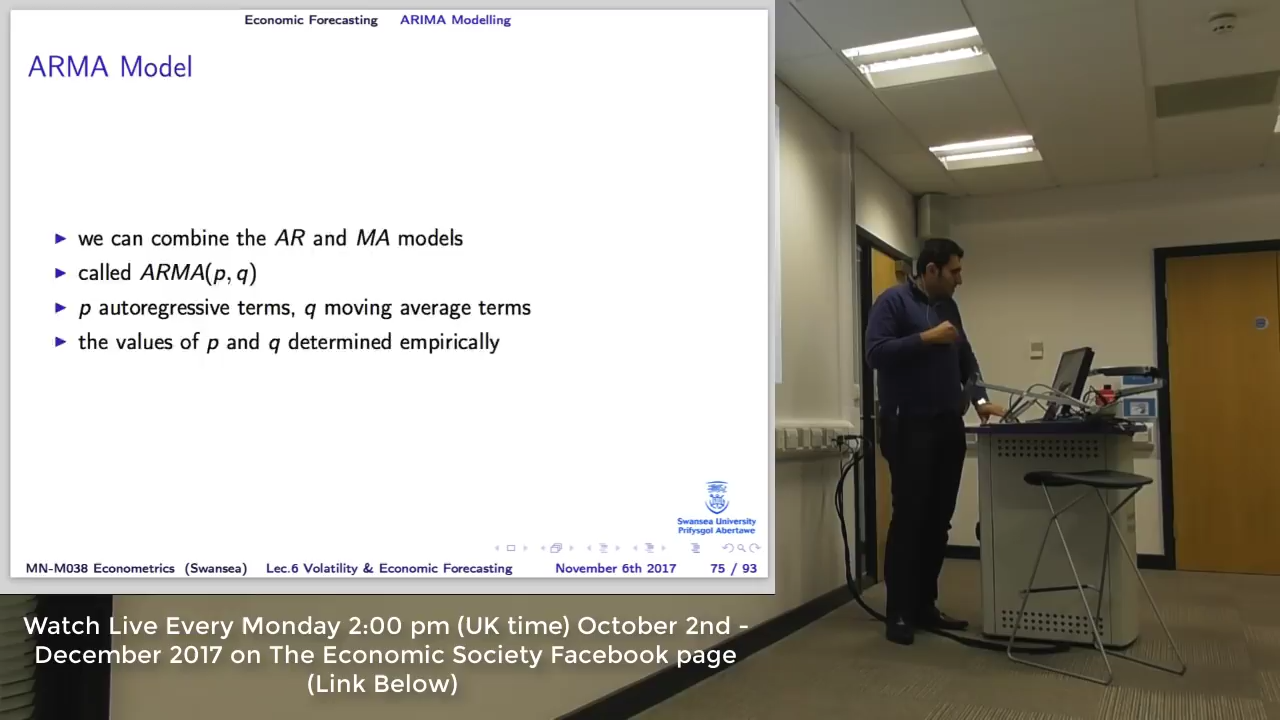 Economic Forecasting ARIMA Modelling
ARMA Model
▶ we can combine the AR and MA models
▶ called ARMA(p, q)
▶ p autoregressive terms, q moving average terms
▶ the values of p and q determined empirically
Swansea University
Prifysgol Abertawe
MN-M038 Econometrics (Swansea) Lec.6 Volatility & Economic Forecasting November 6th 2017 75 / 93
Watch Live Every Monday 2:00 pm (UK time) October 2nd -
December 2017 on The Economic Society Facebook page
(Link Below)